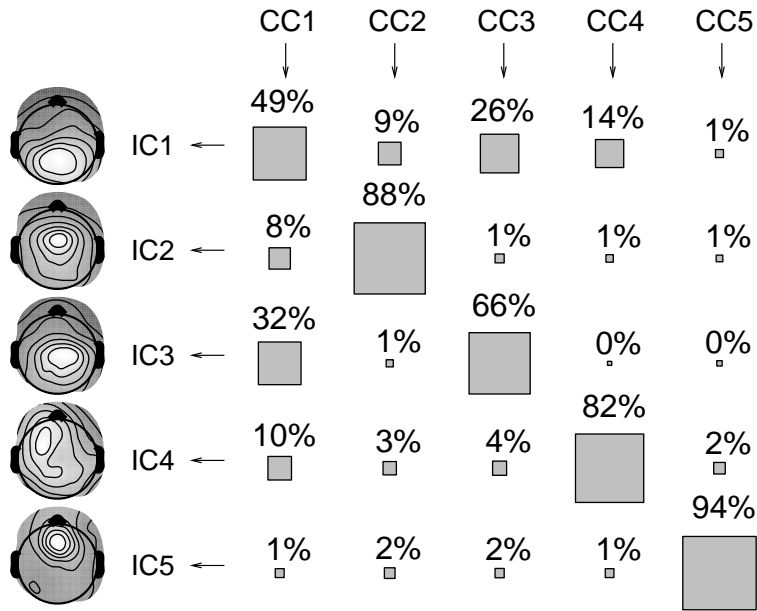 CC1 CC2 CC3 CC4 CC5
IC1 49% 9% 26% 14% 1%
IC2 8% 88% 1% 1% 1%
IC3 32% 1% 66% 0% 0%
IC4 10% 3% 4% 82% 2%
IC5 1% 2% 2% 1% 94%